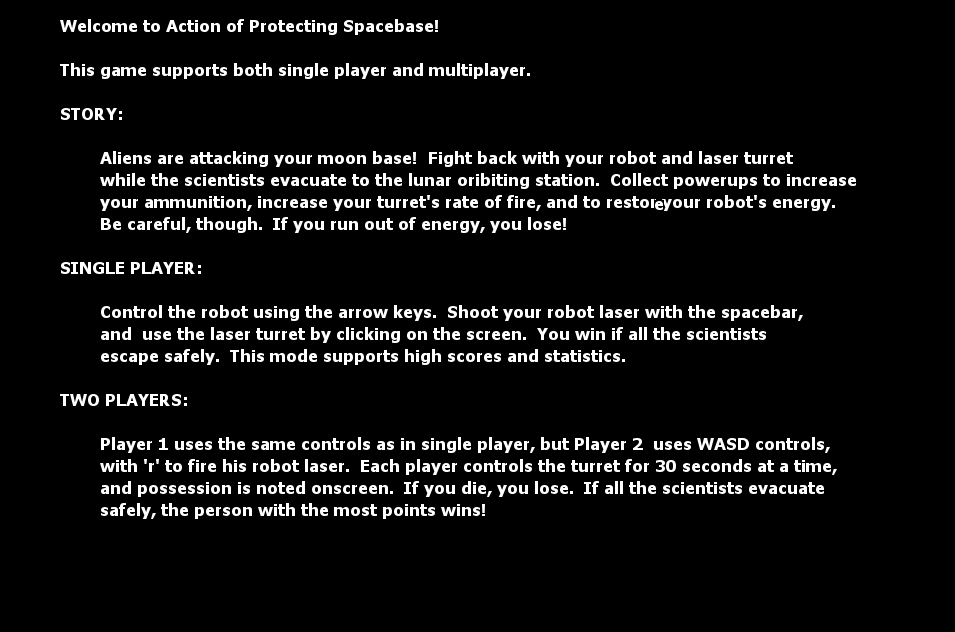 Welcome to Action of Protecting Spacebase!
This game supports both single player and multiplayer.
STORY:
Aliens are attacking your moon base!  Fight back with your robot and laser turret
while the scientists evacuate to the lunar oribiting station.  Collect powerups to increase
your ammunition, increase your turret's rate of fire, and to restore your robot's energy.
Be careful, though.  If you run out of energy, you lose!
SINGLE PLAYER:
Control the robot using the arrow keys.  Shoot your robot laser with the spacebar,
and  use the laser turret by clicking on the screen.  You win if all the scientists
escape safely.  This mode supports high scores and statistics.
TWO PLAYERS:
Player 1 uses the same controls as in single player, but Player 2  uses WASD controls,
with 'r' to fire his robot laser.  Each player controls the turret for 30 seconds at a time,
and possession is noted onscreen.  If you die, you lose.  If all the scientists evacuate
safely, the person with the most points wins!